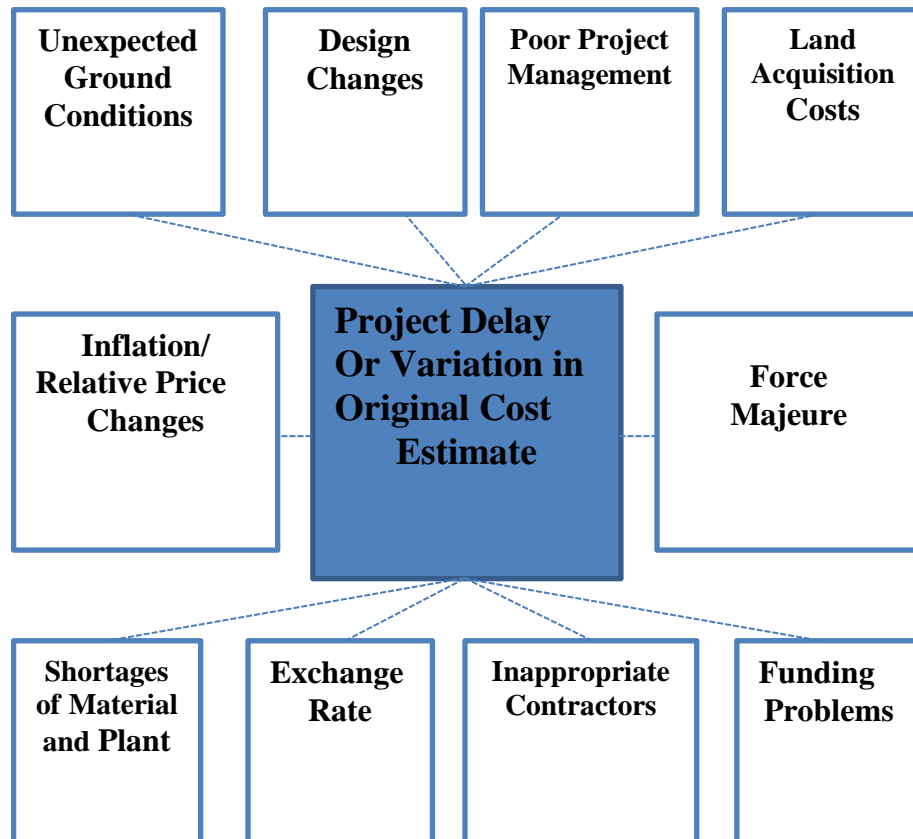 Unexpected
Ground
Conditions
Design
Changes
Poor Project
Management
Land
Acquisition
Costs
Inflation/
Relative Price
Changes
Project Delay
Or Variation in
Original Cost
Estimate
Force
Majeure
Shortages
of Material
and Plant
Exchange
Rate
Inappropriate
Contractors
Funding
Problems